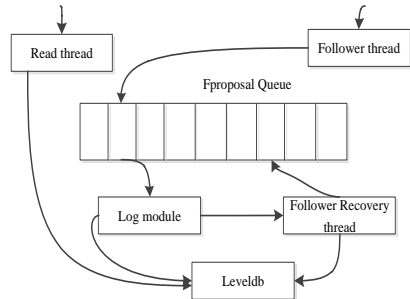 Read thread
Follower thread
Fproposal Queue
Log module
Follower Recovery
thread
Leveldb